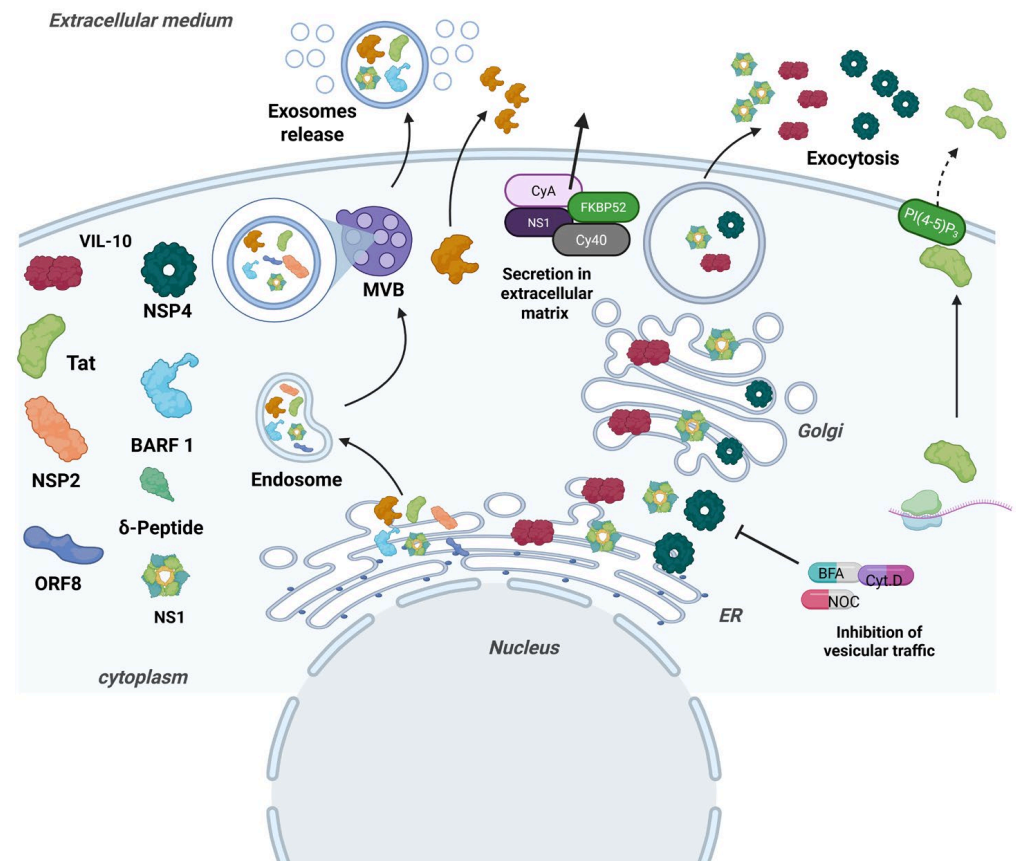 Extracellular medium
Exosomes
release
Exocytosis
CyA
FKBP52
NS1
Cy40
PI(4-5)P3
VIL-10
NSP4
MVB
Secretion in
extracellular
matrix
Tat
BARF 1
Golgi
NSP2
Endosome
δ-Peptide
ORF8
NS1
BFA
Cyt.D
NOC
ER
Inhibition of
vesicular traffic
Nucleus
cytoplasm